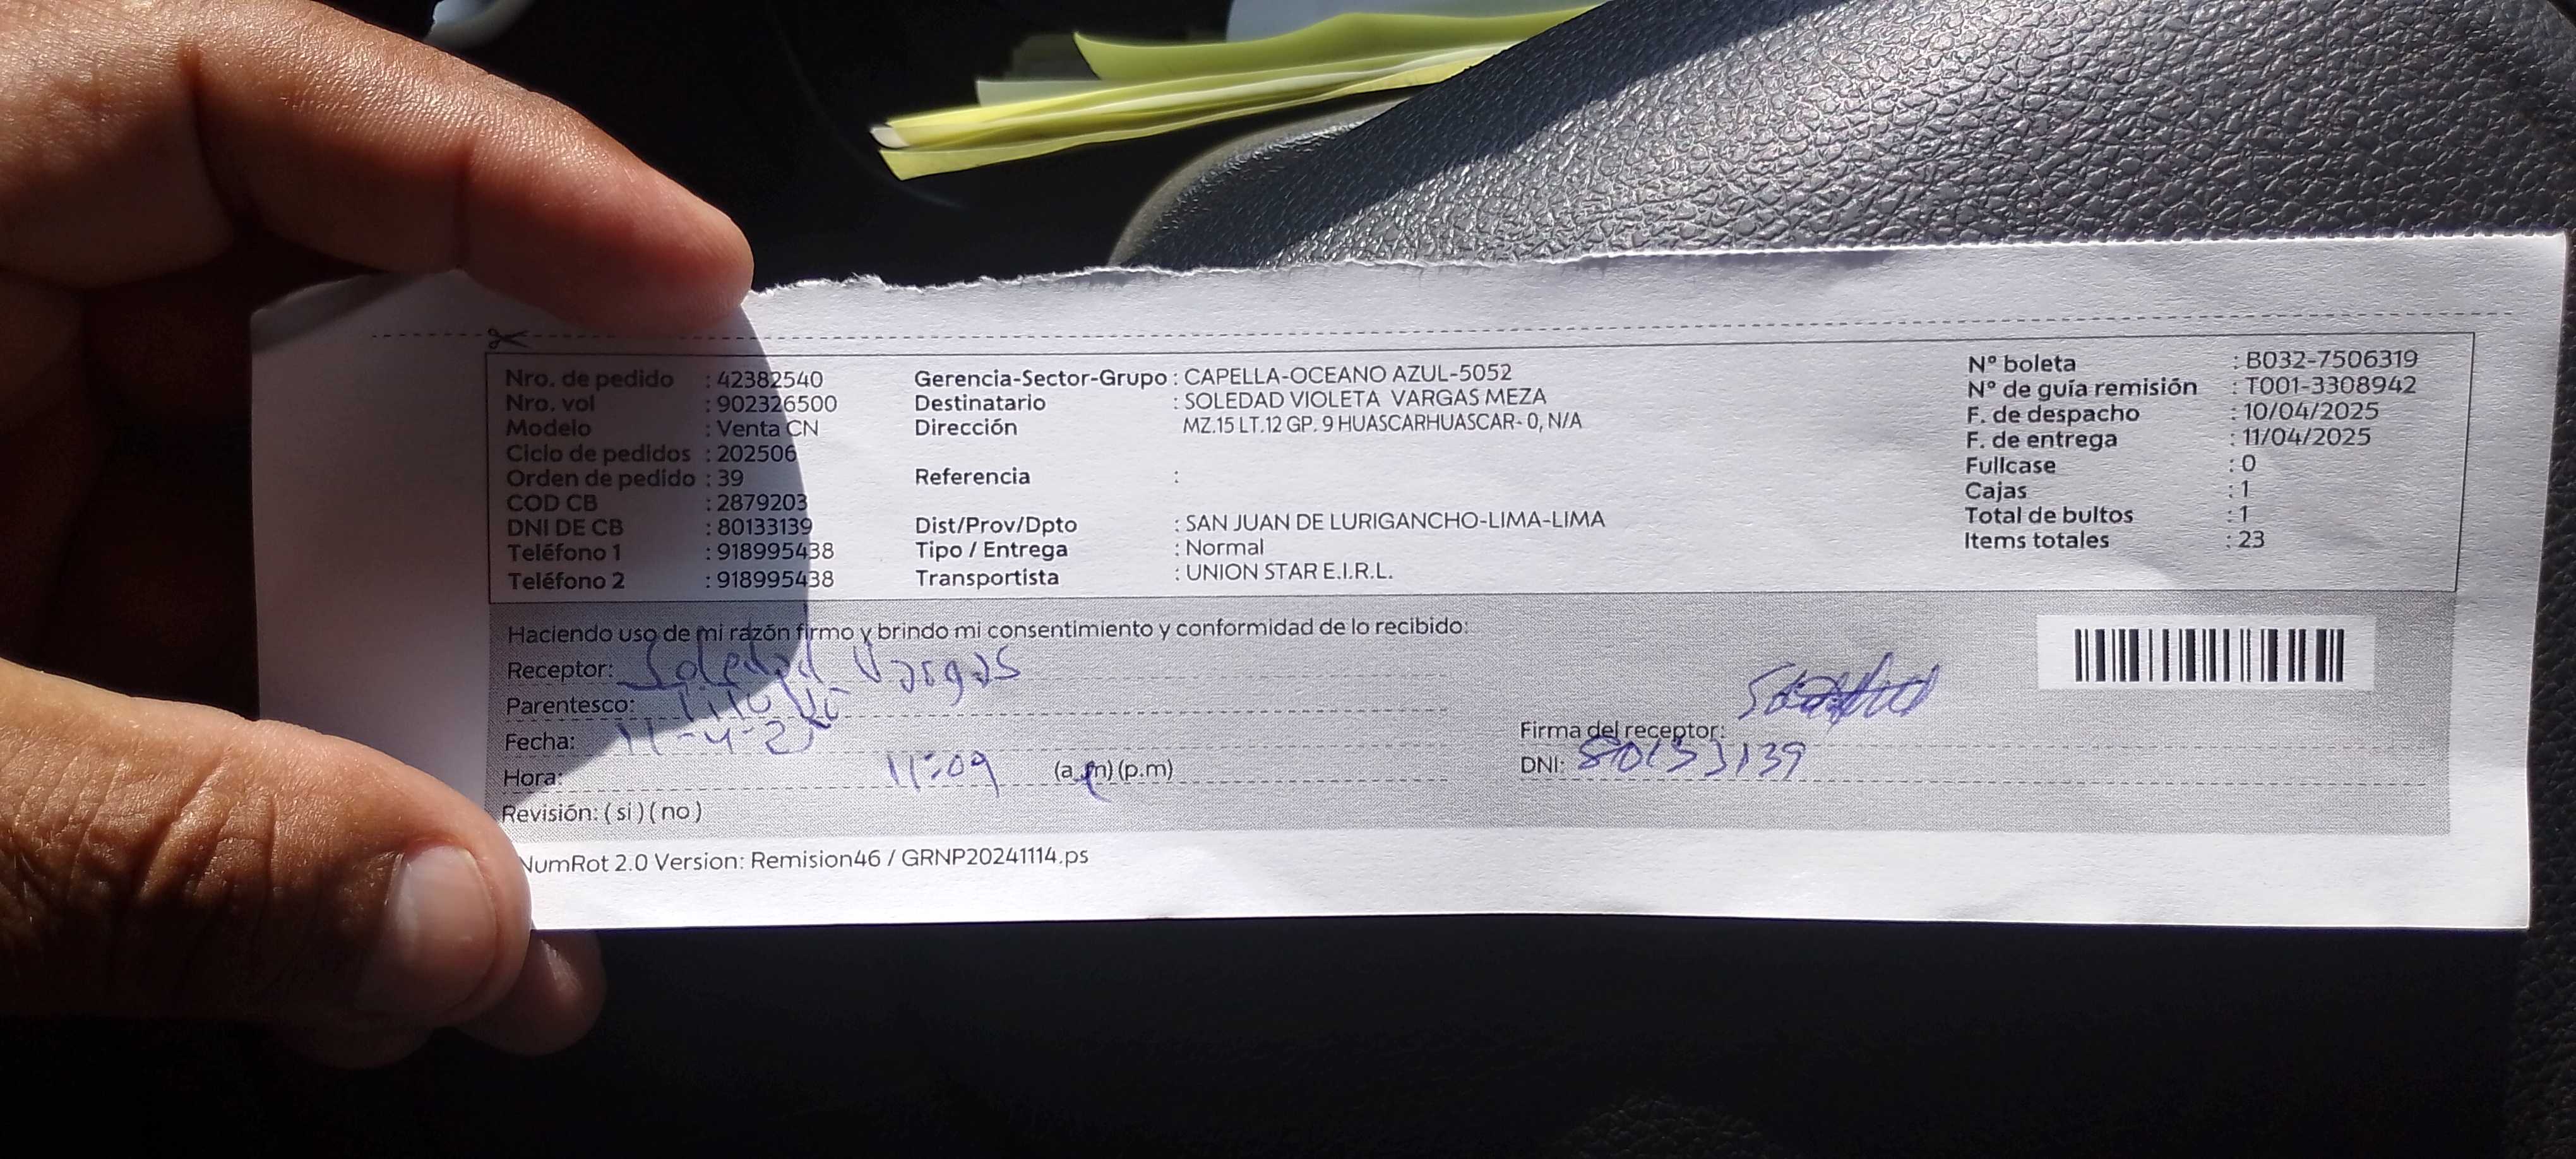 Nro. de pedido : 42382540
Nro. vol : 902326500
Modelo : Venta CN
Ciclo de pedidos : 202506
Orden de pedido : 39
COD CB : 2879203
DNI DE CB : 80133139
Teléfono 1 : 918995438
Teléfono 2 : 918995438
Gerencia-Sector-Grupo : CAPELLA-OCEANO AZUL-5052
Destinatario : SOLEDAD VIOLETA VARGAS MEZA
Dirección MZ.15 LT.12 GP. 9 HUASCARHUASCAR- 0, N/A
Referencia :
Dist/Prov/Dpto : SAN JUAN DE LURIGANCHO-LIMA-LIMA
Tipo / Entrega : Normal
Transportista : UNION STAR E.I.R.L.
N° boleta : B032-7506319
N° de guía remisión : T001-3308942
F. de despacho : 10/04/2025
F. de entrega : 11/04/2025
Fullcase : 0
Cajas : 1
Total de bultos : 1
Items totales : 23
Haciendo uso de mi razón firmo y brindo mi consentimiento y conformidad de lo recibido:
Receptor: Soledad Vargas
Parentesco:
Fecha: 11-4-25
Hora: 11:09 (a.m) (p.m)
Revisión: ( si ) ( no )
Firma del receptor:
DNI: 80133139
NumRot 2.0 Version: Remision46 / GRNP20241114.ps